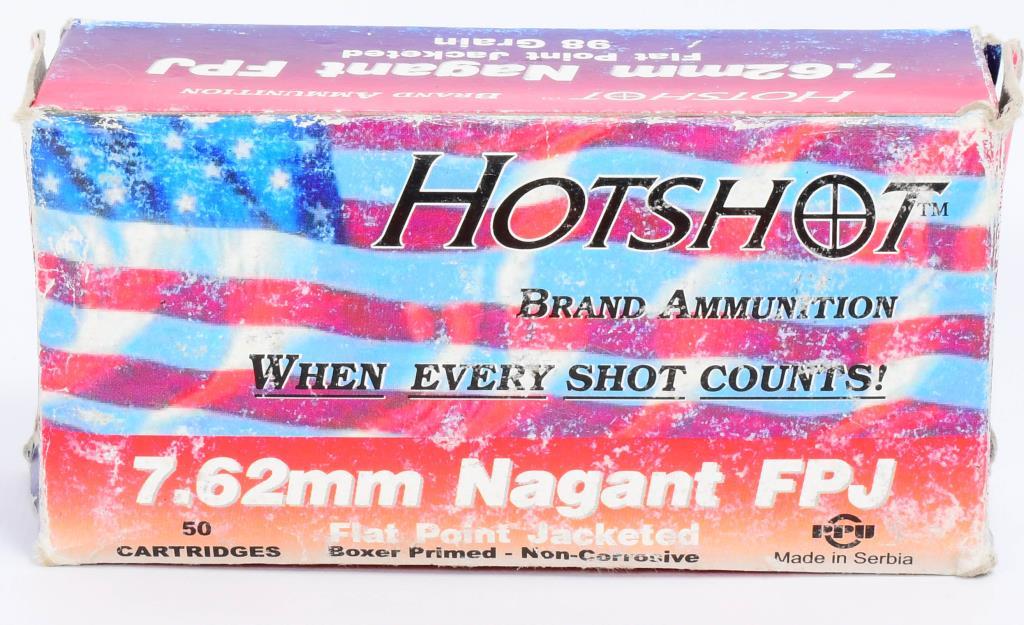 HOTSHOT
BRAND AMMUNITION
7.62mm Nagant FPJ
Flat Point Jacketed
98 Grain
HOTSHOT™
BRAND AMMUNITION
WHEN EVERY SHOT COUNTS!
7.62mm Nagant FPJ
50
CARTRIDGES
Flat Point Jacketed
Boxer Primed - Non-Corrosive
PPU
Made in Serbia